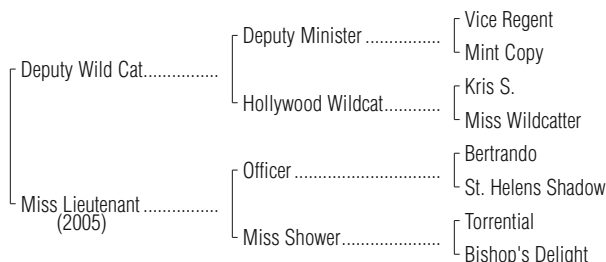 Vice Regent
Deputy Minister ..................
Mint Copy
Deputy Wild Cat................
Kris S.
Hollywood Wildcat.............
Miss Wildcatter
Bertrando
Officer ..................................
St. Helens Shadow
Miss Lieutenant ................
(2005)
Torrential
Miss Shower.......................
Bishop's Delight